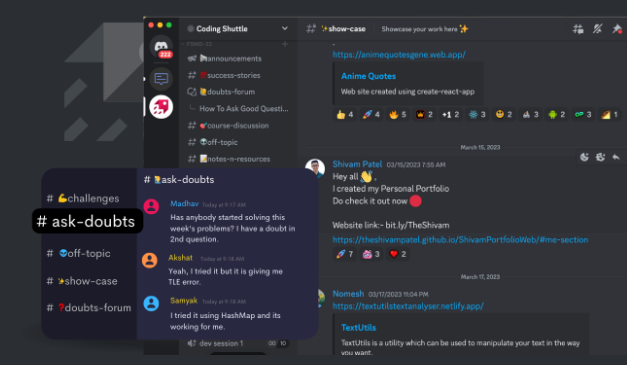 Coding Shuttle
show-case
Showcase your work here
222
announcements
success-stories
doubts-forum
How To Ask Good Questi...
course-discussion
off-topic
notes-n-resources
dev session 1
00 10
https://animequotesgene.web.app/
Anime Quotes
Web site created using create-react-app
4 4 5 2 +1 2 3 2 3 2 3 1
March 15, 2023
Shivam Patel 03/15/2023 7:55 AM
Hey all 👋 ,
I created my Personal Portfolio
Do check it out now 🔴
Website link:- bit.ly/TheShivam
https://theshivampatel.github.io/ShivamPortfolioWeb/#me-section
7 3 2
March 17, 2023
Nomesh 03/17/2023 11:04 PM
https://textutilstextanalyser.netlify.app/
TextUtils
TextUtils is a utility which can be used to manipulate your text in the way
you want.
# challenges
# ask-doubts
# off-topic
# show-case
# ❓doubts-forum
# ask-doubts
Madhav Today at 9:17 AM
Has anybody started solving this
week's problems? I have a doubt in
2nd question.
Akshat Today at 9:18 AM
Yeah, I tried it but it is giving me
TLE error.
Samyak Today at 9:18 AM
I tried it using HashMap and its
working for me.